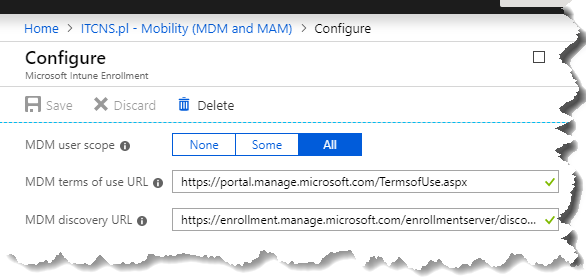 Home > ITCNS.pl - Mobility (MDM and MAM) > Configure
Configure
Microsoft Intune Enrollment
Save Discard Delete
MDM user scope None Some All
MDM terms of use URL https://portal.manage.microsoft.com/TermsofUse.aspx
MDM discovery URL https://enrollment.manage.microsoft.com/enrollmentserver/disco...